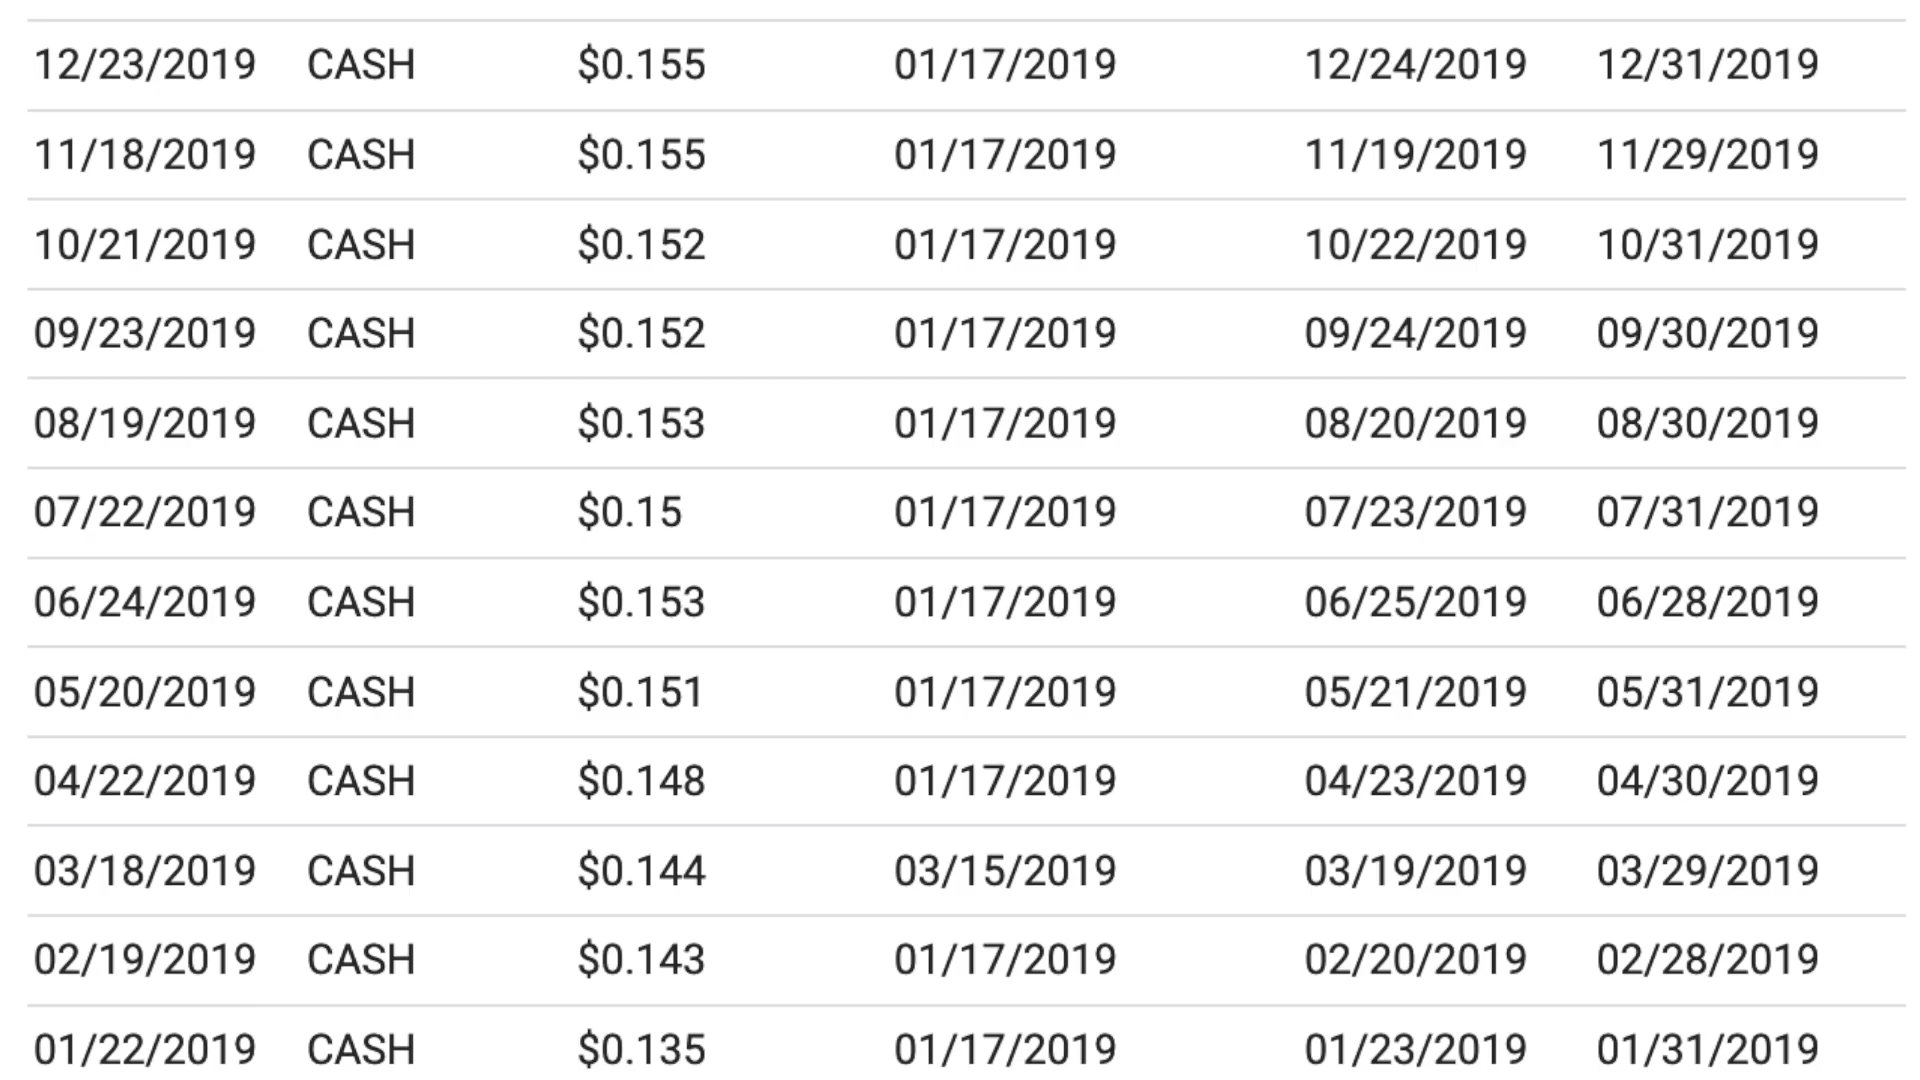 12/23/2019 CASH $0.155 01/17/2019 12/24/2019 12/31/2019
11/18/2019 CASH $0.155 01/17/2019 11/19/2019 11/29/2019
10/21/2019 CASH $0.152 01/17/2019 10/22/2019 10/31/2019
09/23/2019 CASH $0.152 01/17/2019 09/24/2019 09/30/2019
08/19/2019 CASH $0.153 01/17/2019 08/20/2019 08/30/2019
07/22/2019 CASH $0.15 01/17/2019 07/23/2019 07/31/2019
06/24/2019 CASH $0.153 01/17/2019 06/25/2019 06/28/2019
05/20/2019 CASH $0.151 01/17/2019 05/21/2019 05/31/2019
04/22/2019 CASH $0.148 01/17/2019 04/23/2019 04/30/2019
03/18/2019 CASH $0.144 03/15/2019 03/19/2019 03/29/2019
02/19/2019 CASH $0.143 01/17/2019 02/20/2019 02/28/2019
01/22/2019 CASH $0.135 01/17/2019 01/23/2019 01/31/2019